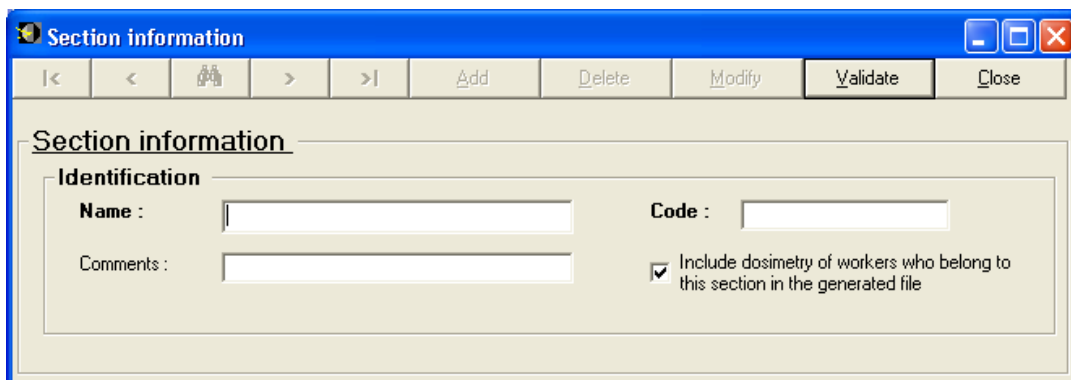 Section information
|< < > >| Add Delete Modify Validate Close
Section information
Identification
Name : Code :
Comments : Include dosimetry of workers who belong to
this section in the generated file